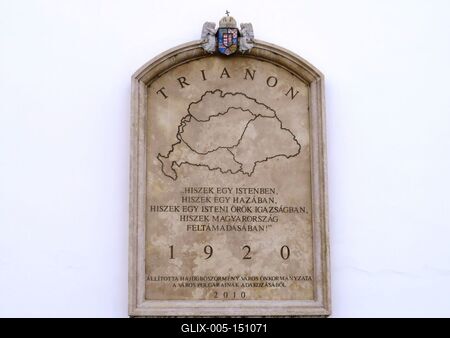 TRIANON
„HISZEK EGY ISTENBEN,
HISZEK EGY HAZÁBAN,
HISZEK EGY ISTENI ÖRÖK IGAZSÁGBAN,
HISZEK MAGYARORSZÁG
FELTÁMADÁSÁBAN!"
1920
ÁLLÍTOTTA HAJDÚBÖSZÖRMÉNY VÁROS ÖNKORMÁNYZATA
A VÁROS POLGÁRAINAK ADAKOZÁSÁBÓL
2010
OIX-005-151071